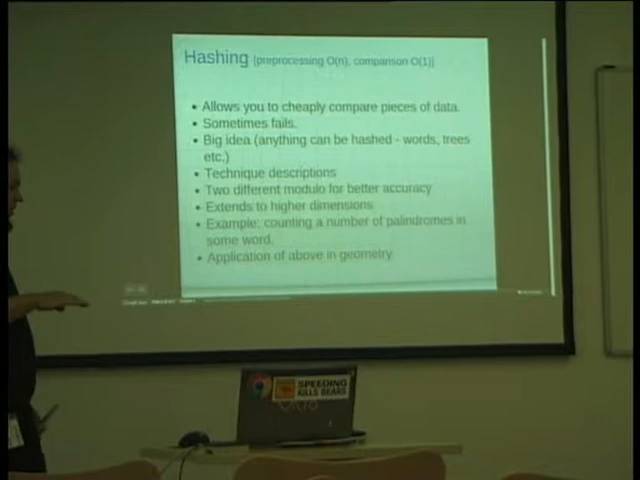 Hashing (preprocessing O(n), comparison O(1))
• Allows you to cheaply compare pieces of data.
• Sometimes fails.
• Big idea (anything can be hashed - words, trees
etc.)
• Technique descriptions
• Two different modulo for better accuracy
• Extends to higher dimensions
• Example: counting a number of palindromes in
some word.
• Application of above in geometry
SPEEDING
KILLS BEARS